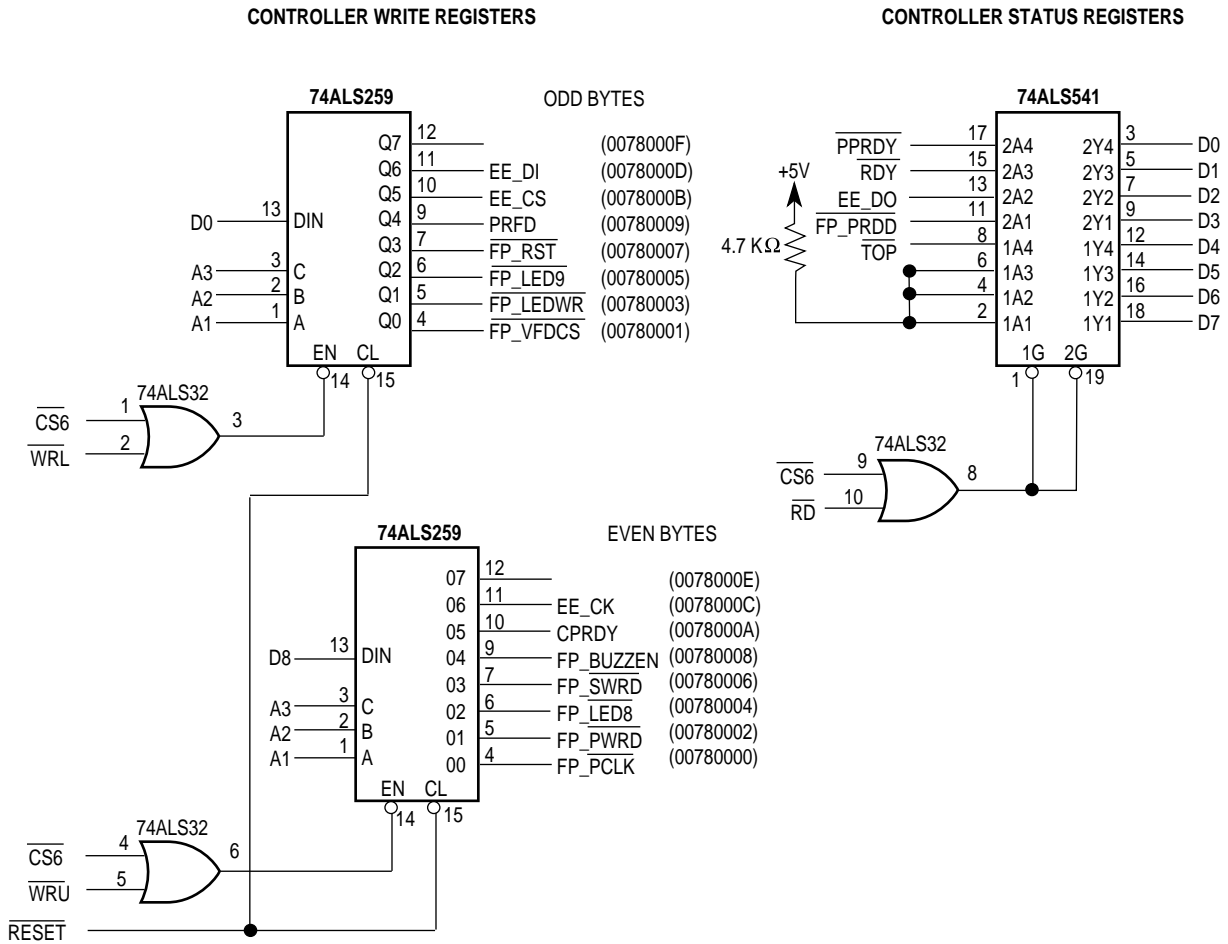 CONTROLLER WRITE REGISTERS
CONTROLLER STATUS REGISTERS
74ALS259
ODD BYTES
Q7 12 (0078000F)
Q6 11 EE_DI (0078000D)
Q5 10 EE_CS (0078000B)
D0 13 DIN Q4 9 PRFD (00780009)
Q3 7 FP_RST (00780007)
A3 3 C Q2 6 FP_LED9 (00780005)
A2 2 B Q1 5 FP_LEDWR (00780003)
A1 1 A Q0 4 FP_VFDCS (00780001)
EN CL
14 15
74ALS32
CS6 1
3
WRL 2
74ALS541
PPRDY 17 2A4 2Y4 3 D0
RDY 15 2A3 2Y3 5 D1
EE_DO 13 2A2 2Y2 7 D2
FP_PRDD 11 2A1 2Y1 9 D3
TOP 8 1A4 1Y4 12 D4
6 1A3 1Y3 14 D5
4 1A2 1Y2 16 D6
2 1A1 1Y1 18 D7
+5V
4.7 KΩ
1G 2G
1 19
74ALS32
CS6 9
8
RD 10
74ALS259
EVEN BYTES
07 12 (0078000E)
06 11 EE_CK (0078000C)
05 10 CPRDY (0078000A)
D8 13 DIN 04 9 FP_BUZZEN (00780008)
03 7 FP_SWRD (00780006)
A3 3 C 02 6 FP_LED8 (00780004)
A2 2 B 01 5 FP_PWRD (00780002)
A1 1 A 00 4 FP_PCLK (00780000)
EN CL
14 15
74ALS32
CS6 4
6
WRU 5
RESET